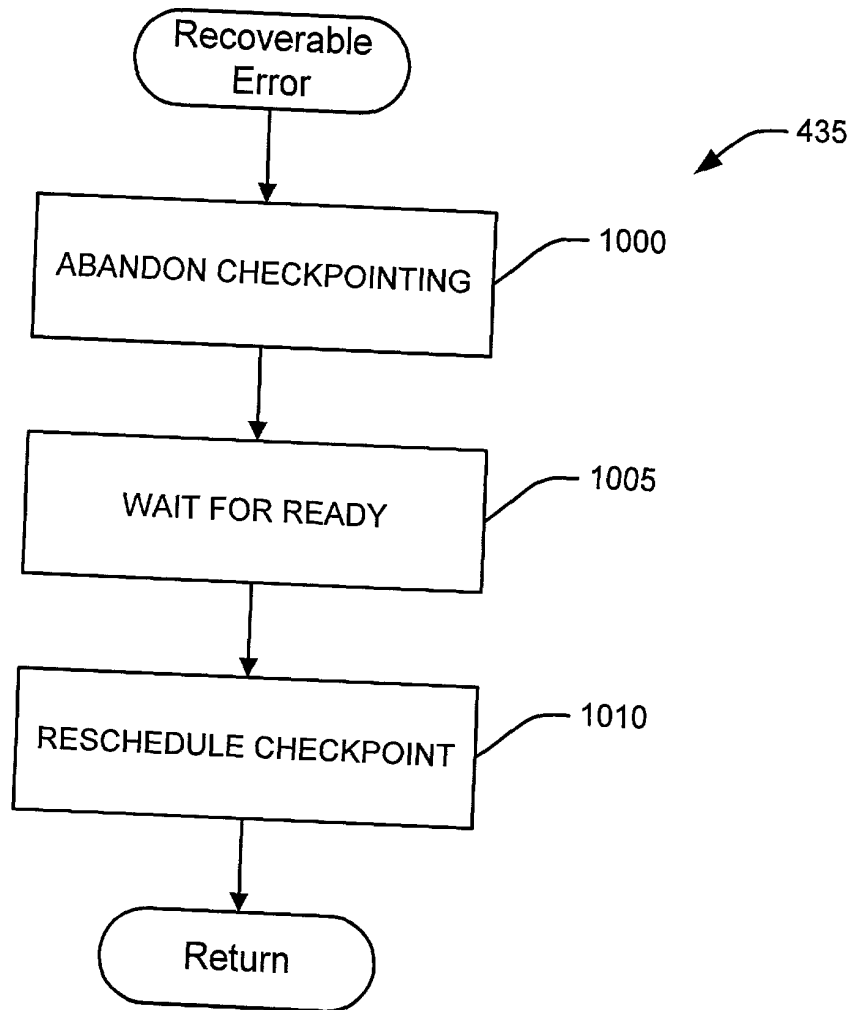 Recoverable
Error
435
ABANDON CHECKPOINTING
1000
WAIT FOR READY
1005
RESCHEDULE CHECKPOINT
1010
Return